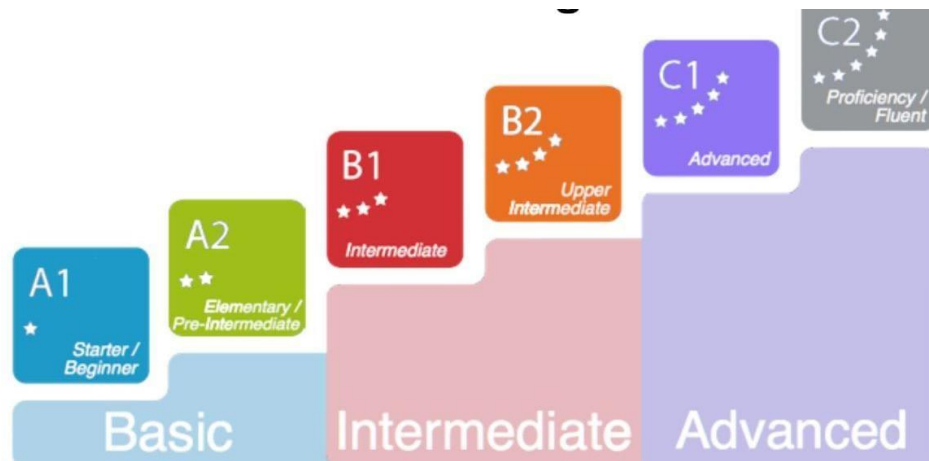 A1
Starter /
Beginner
A2
Elementary /
Pre-Intermediate
B1
Intermediate
B2
Upper
Intermediate
C1
Advanced
C2
Proficiency /
Fluent
Basic
Intermediate
Advanced